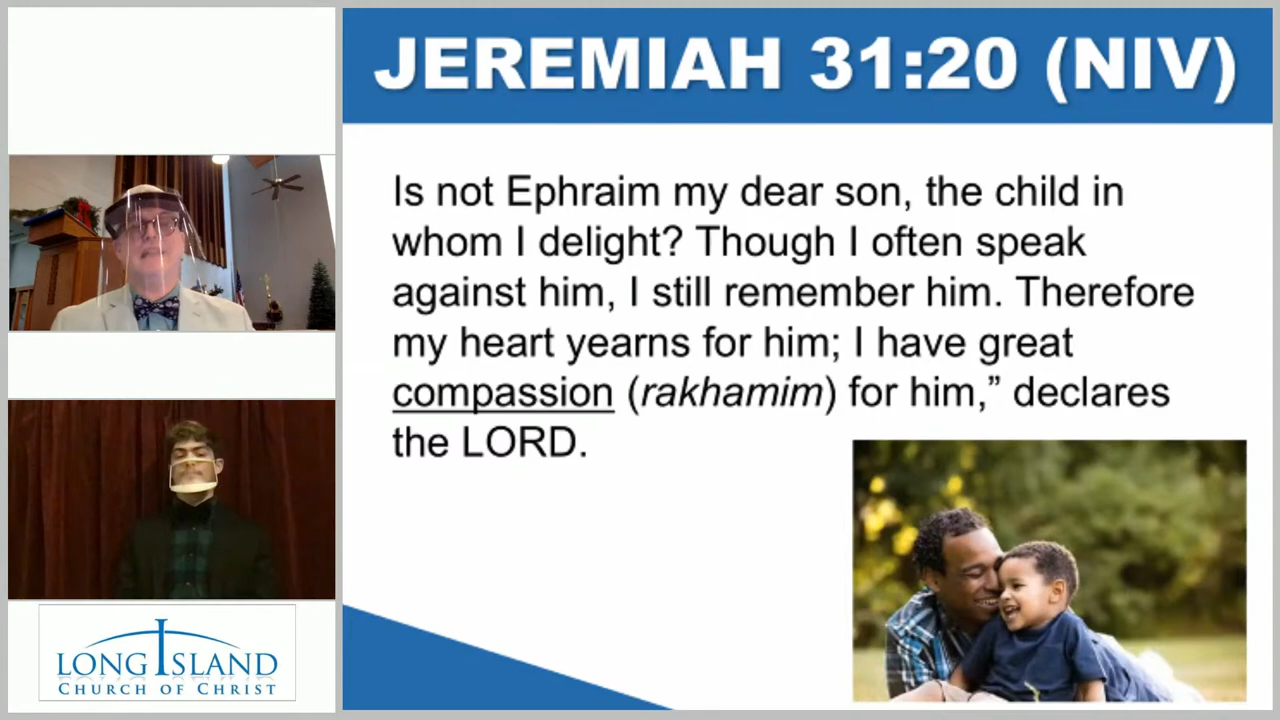 JEREMIAH 31:20 (NIV)
Is not Ephraim my dear son, the child in
whom I delight? Though I often speak
against him, I still remember him. Therefore
my heart yearns for him; I have great
compassion (rakhamim) for him,” declares
the LORD.
LONG ISLAND
CHURCH OF CHRIST